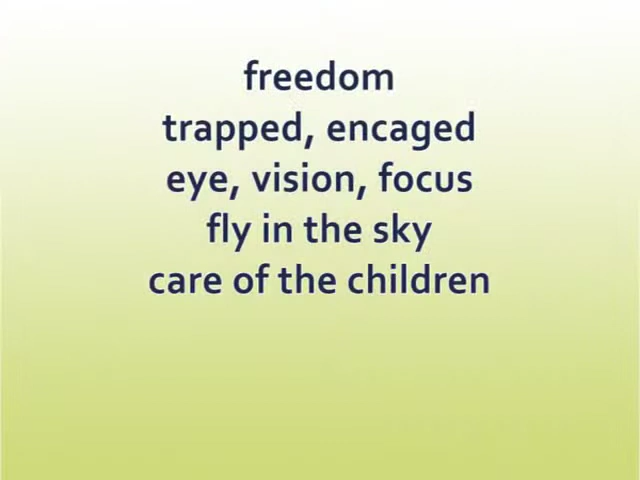 freedom
trapped, encaged
eye, vision, focus
fly in the sky
care of the children